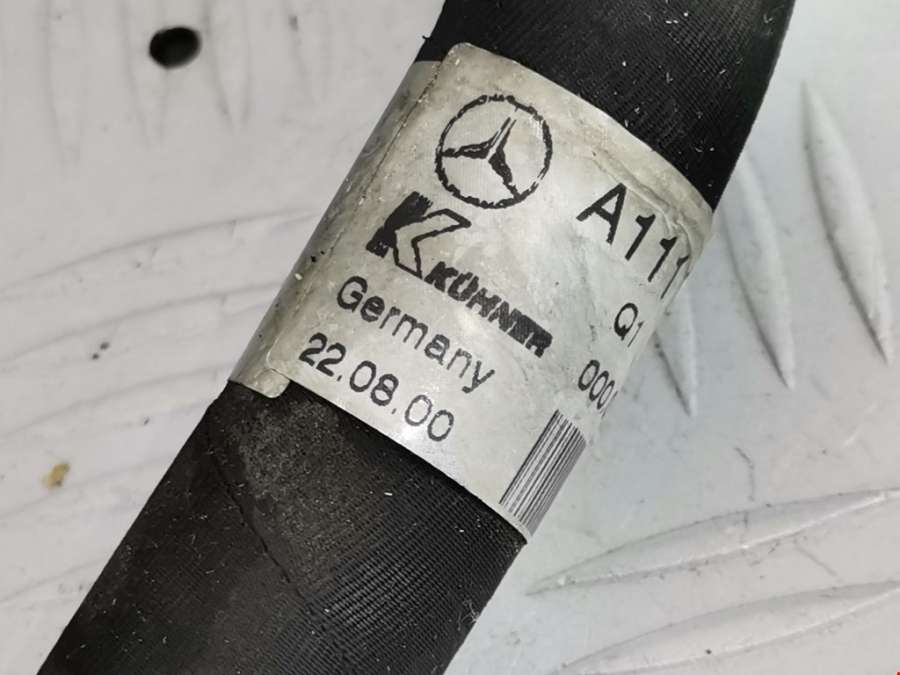 A111
K KÜHNER
Q1
Germany
000
22.08.00